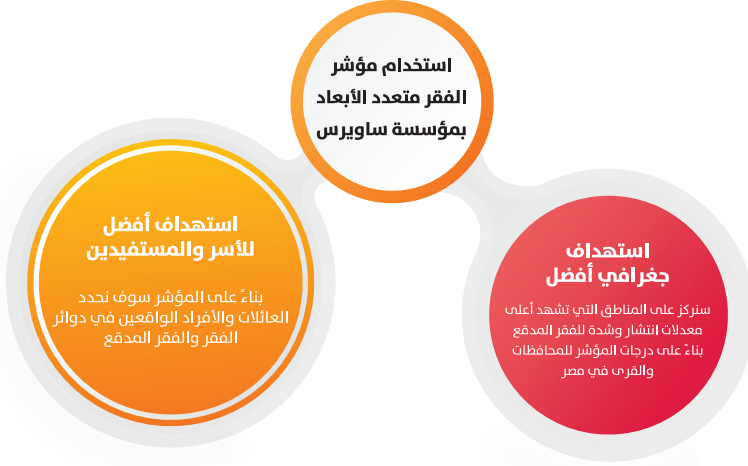 استخدام مؤشر
الفقر متعدد الأبعاد
بمؤسسة ساويرس
استهداف
جغرافي أفضل
سنركز على المناطق التي تشهد أعلى
معدلات انتشار وشدة للفقر المدقع
بناءً على درجات المؤشر للمحافظات
والقرى في مصر
استهداف أفضل
للأسر والمستفيدين
بناءً على المؤشر سوف نحدد
العائلات والأفراد الواقعين في دوائر
الفقر والفقر المدقع